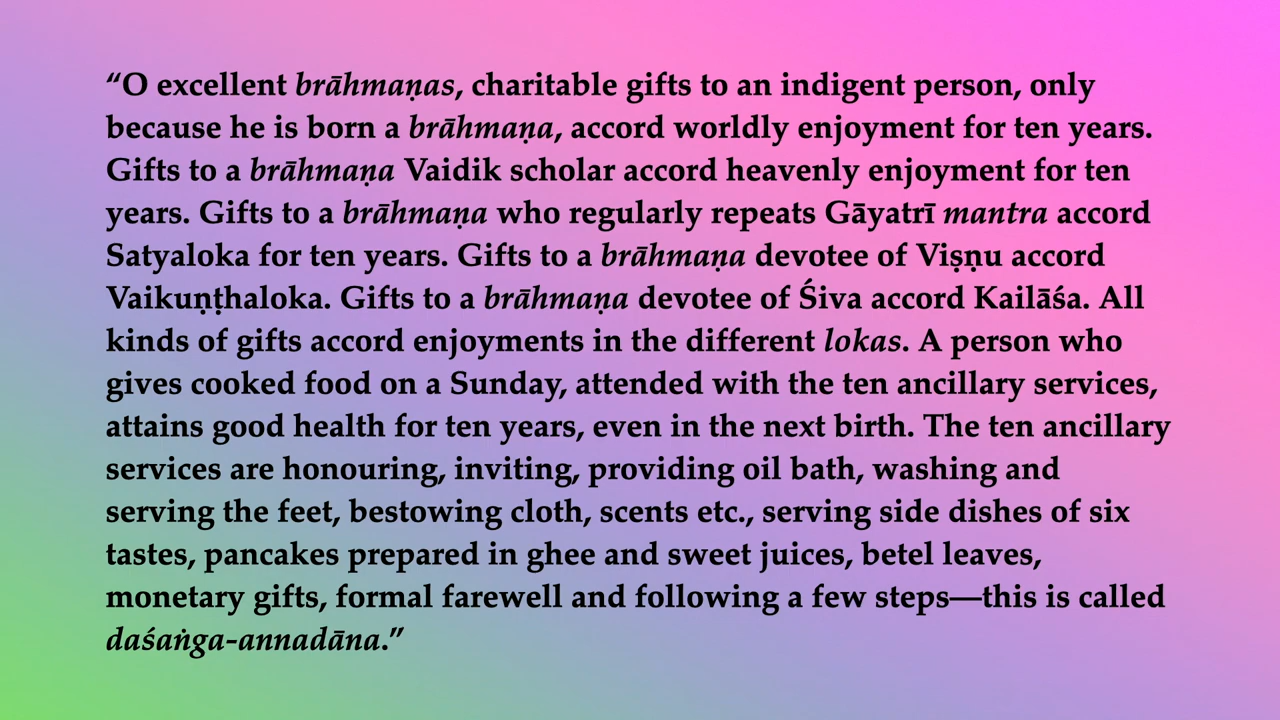 “O excellent brāhmaṇas, charitable gifts to an indigent person, only
because he is born a brāhmaṇa, accord worldly enjoyment for ten years.
Gifts to a brāhmaṇa Vaidik scholar accord heavenly enjoyment for ten
years. Gifts to a brāhmaṇa who regularly repeats Gāyatrī mantra accord
Satyaloka for ten years. Gifts to a brāhmaṇa devotee of Viṣṇu accord
Vaikuṇṭhaloka. Gifts to a brāhmaṇa devotee of Śiva accord Kailāśa. All
kinds of gifts accord enjoyments in the different lokas. A person who
gives cooked food on a Sunday, attended with the ten ancillary services,
attains good health for ten years, even in the next birth. The ten ancillary
services are honouring, inviting, providing oil bath, washing and
serving the feet, bestowing cloth, scents etc., serving side dishes of six
tastes, pancakes prepared in ghee and sweet juices, betel leaves,
monetary gifts, formal farewell and following a few steps—this is called
daśaṅga-annadāna.”